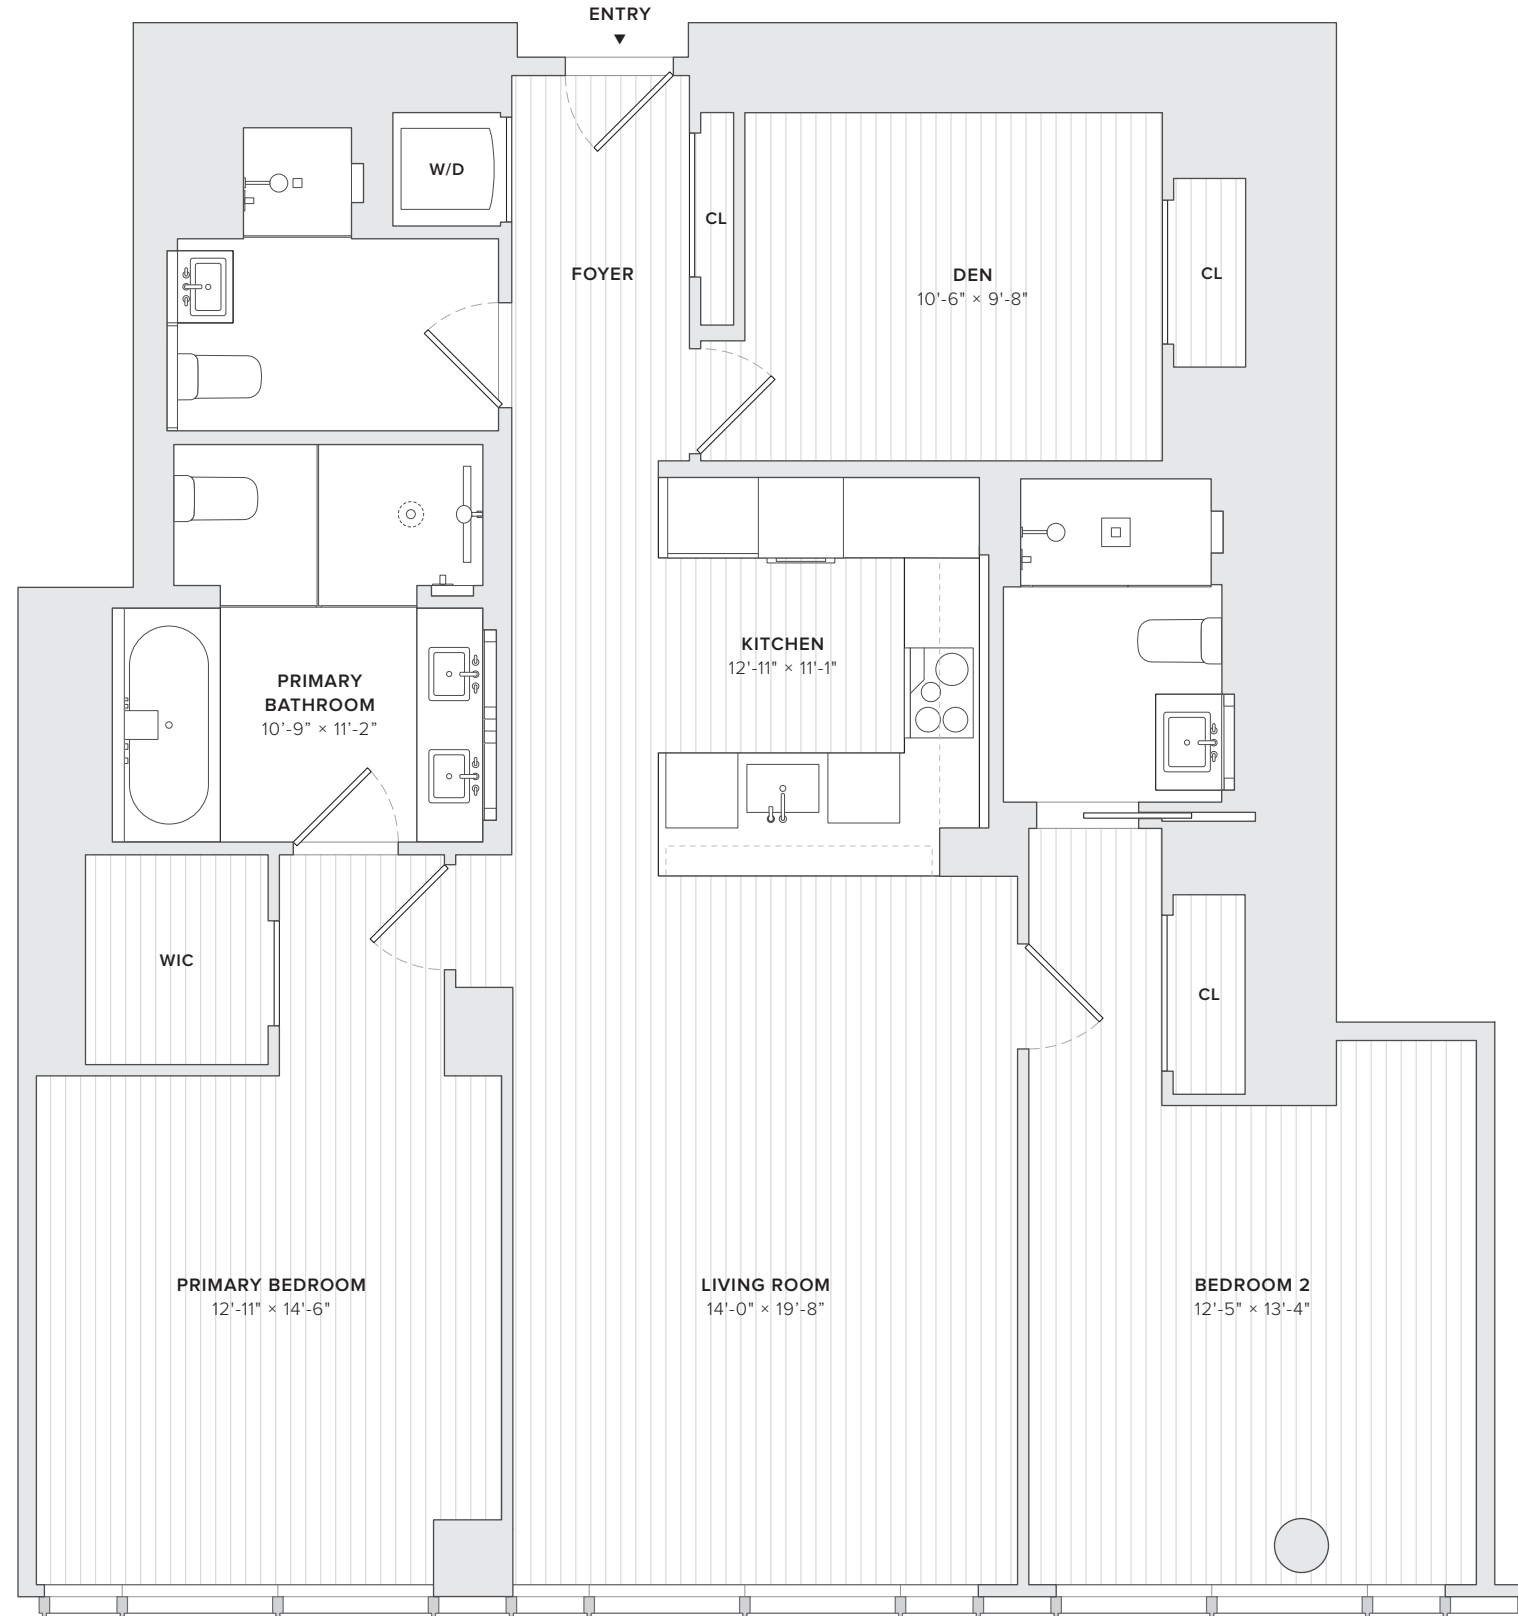 ENTRY
W/D
CL
FOYER
DEN
10'-6" × 9'-8"
CL
KITCHEN
12'-11" × 11'-1"
PRIMARY
BATHROOM
10’-9” × 11’-2”
WIC
CL
PRIMARY BEDROOM
12'-11" × 14'-6"
LIVING ROOM
14'-0" × 19’-8”
BEDROOM 2
12'-5" × 13'-4"